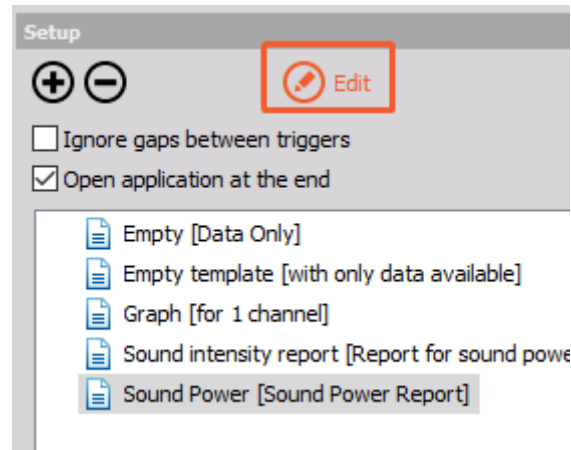 Setup
Edit
Ignore gaps between triggers
Open application at the end
Empty [Data Only]
Empty template [with only data available]
Graph [for 1 channel]
Sound intensity report [Report for sound powe
Sound Power [Sound Power Report]